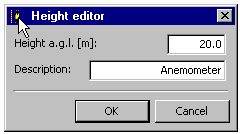 Height editor
Height a.g.l. [m]: 20.0
Description: Anemometer
OK Cancel